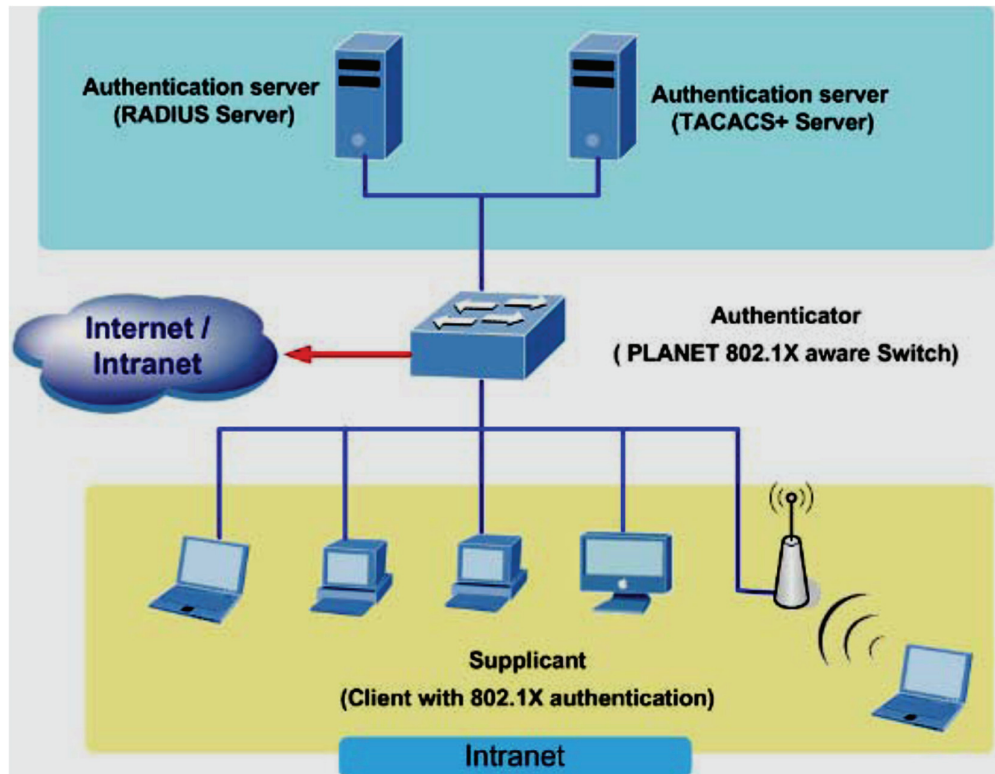 Authentication server
(RADIUS Server)
Authentication server
(TACACS+ Server)
Internet /
Intranet
Authenticator
( PLANET 802.1X aware Switch)
Supplicant
(Client with 802.1X authentication)
Intranet